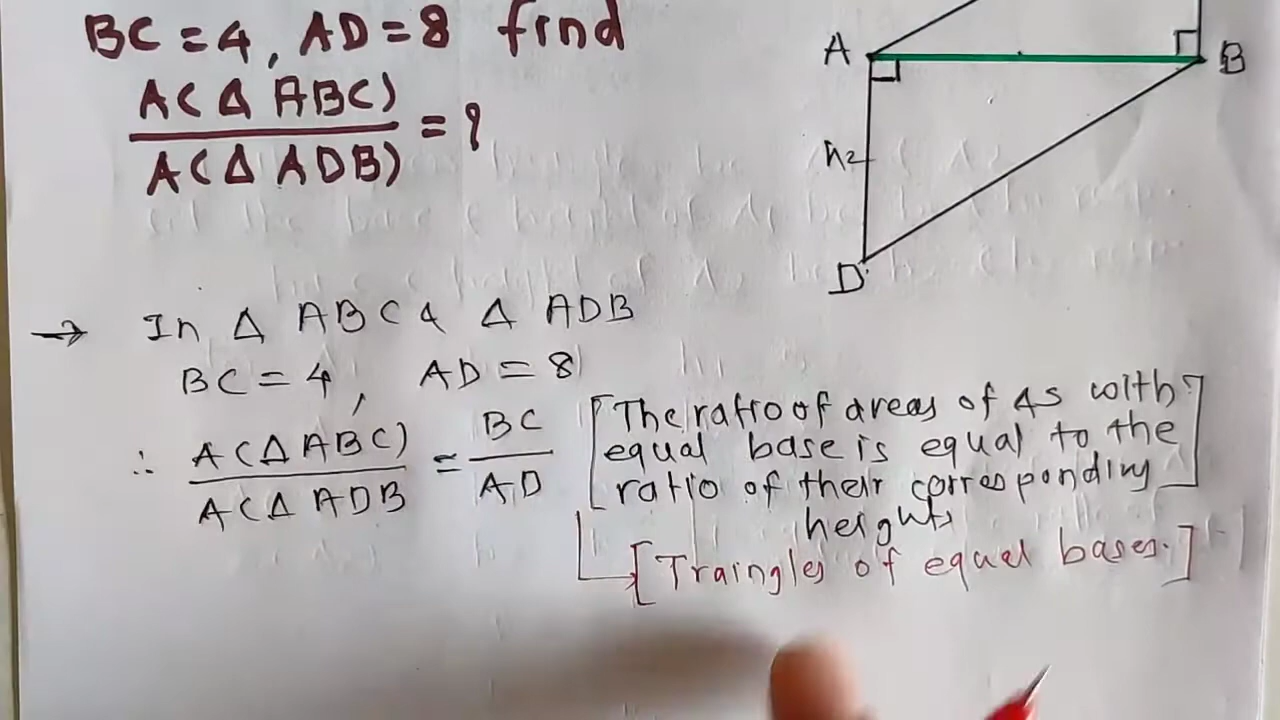 BC = 4, AD = 8 find
A(Δ ABC)
A(Δ ADB)
= ?
A
B
h2
D
→ In Δ ABC & Δ ADB
BC = 4, AD = 8
∴ A(Δ ABC)
A(Δ ADB
= BC
AD
[The ratio of areas of Δs with
equal base is equal to the
ratio of their corresponding]
heights
[Traingles of equal bases.]